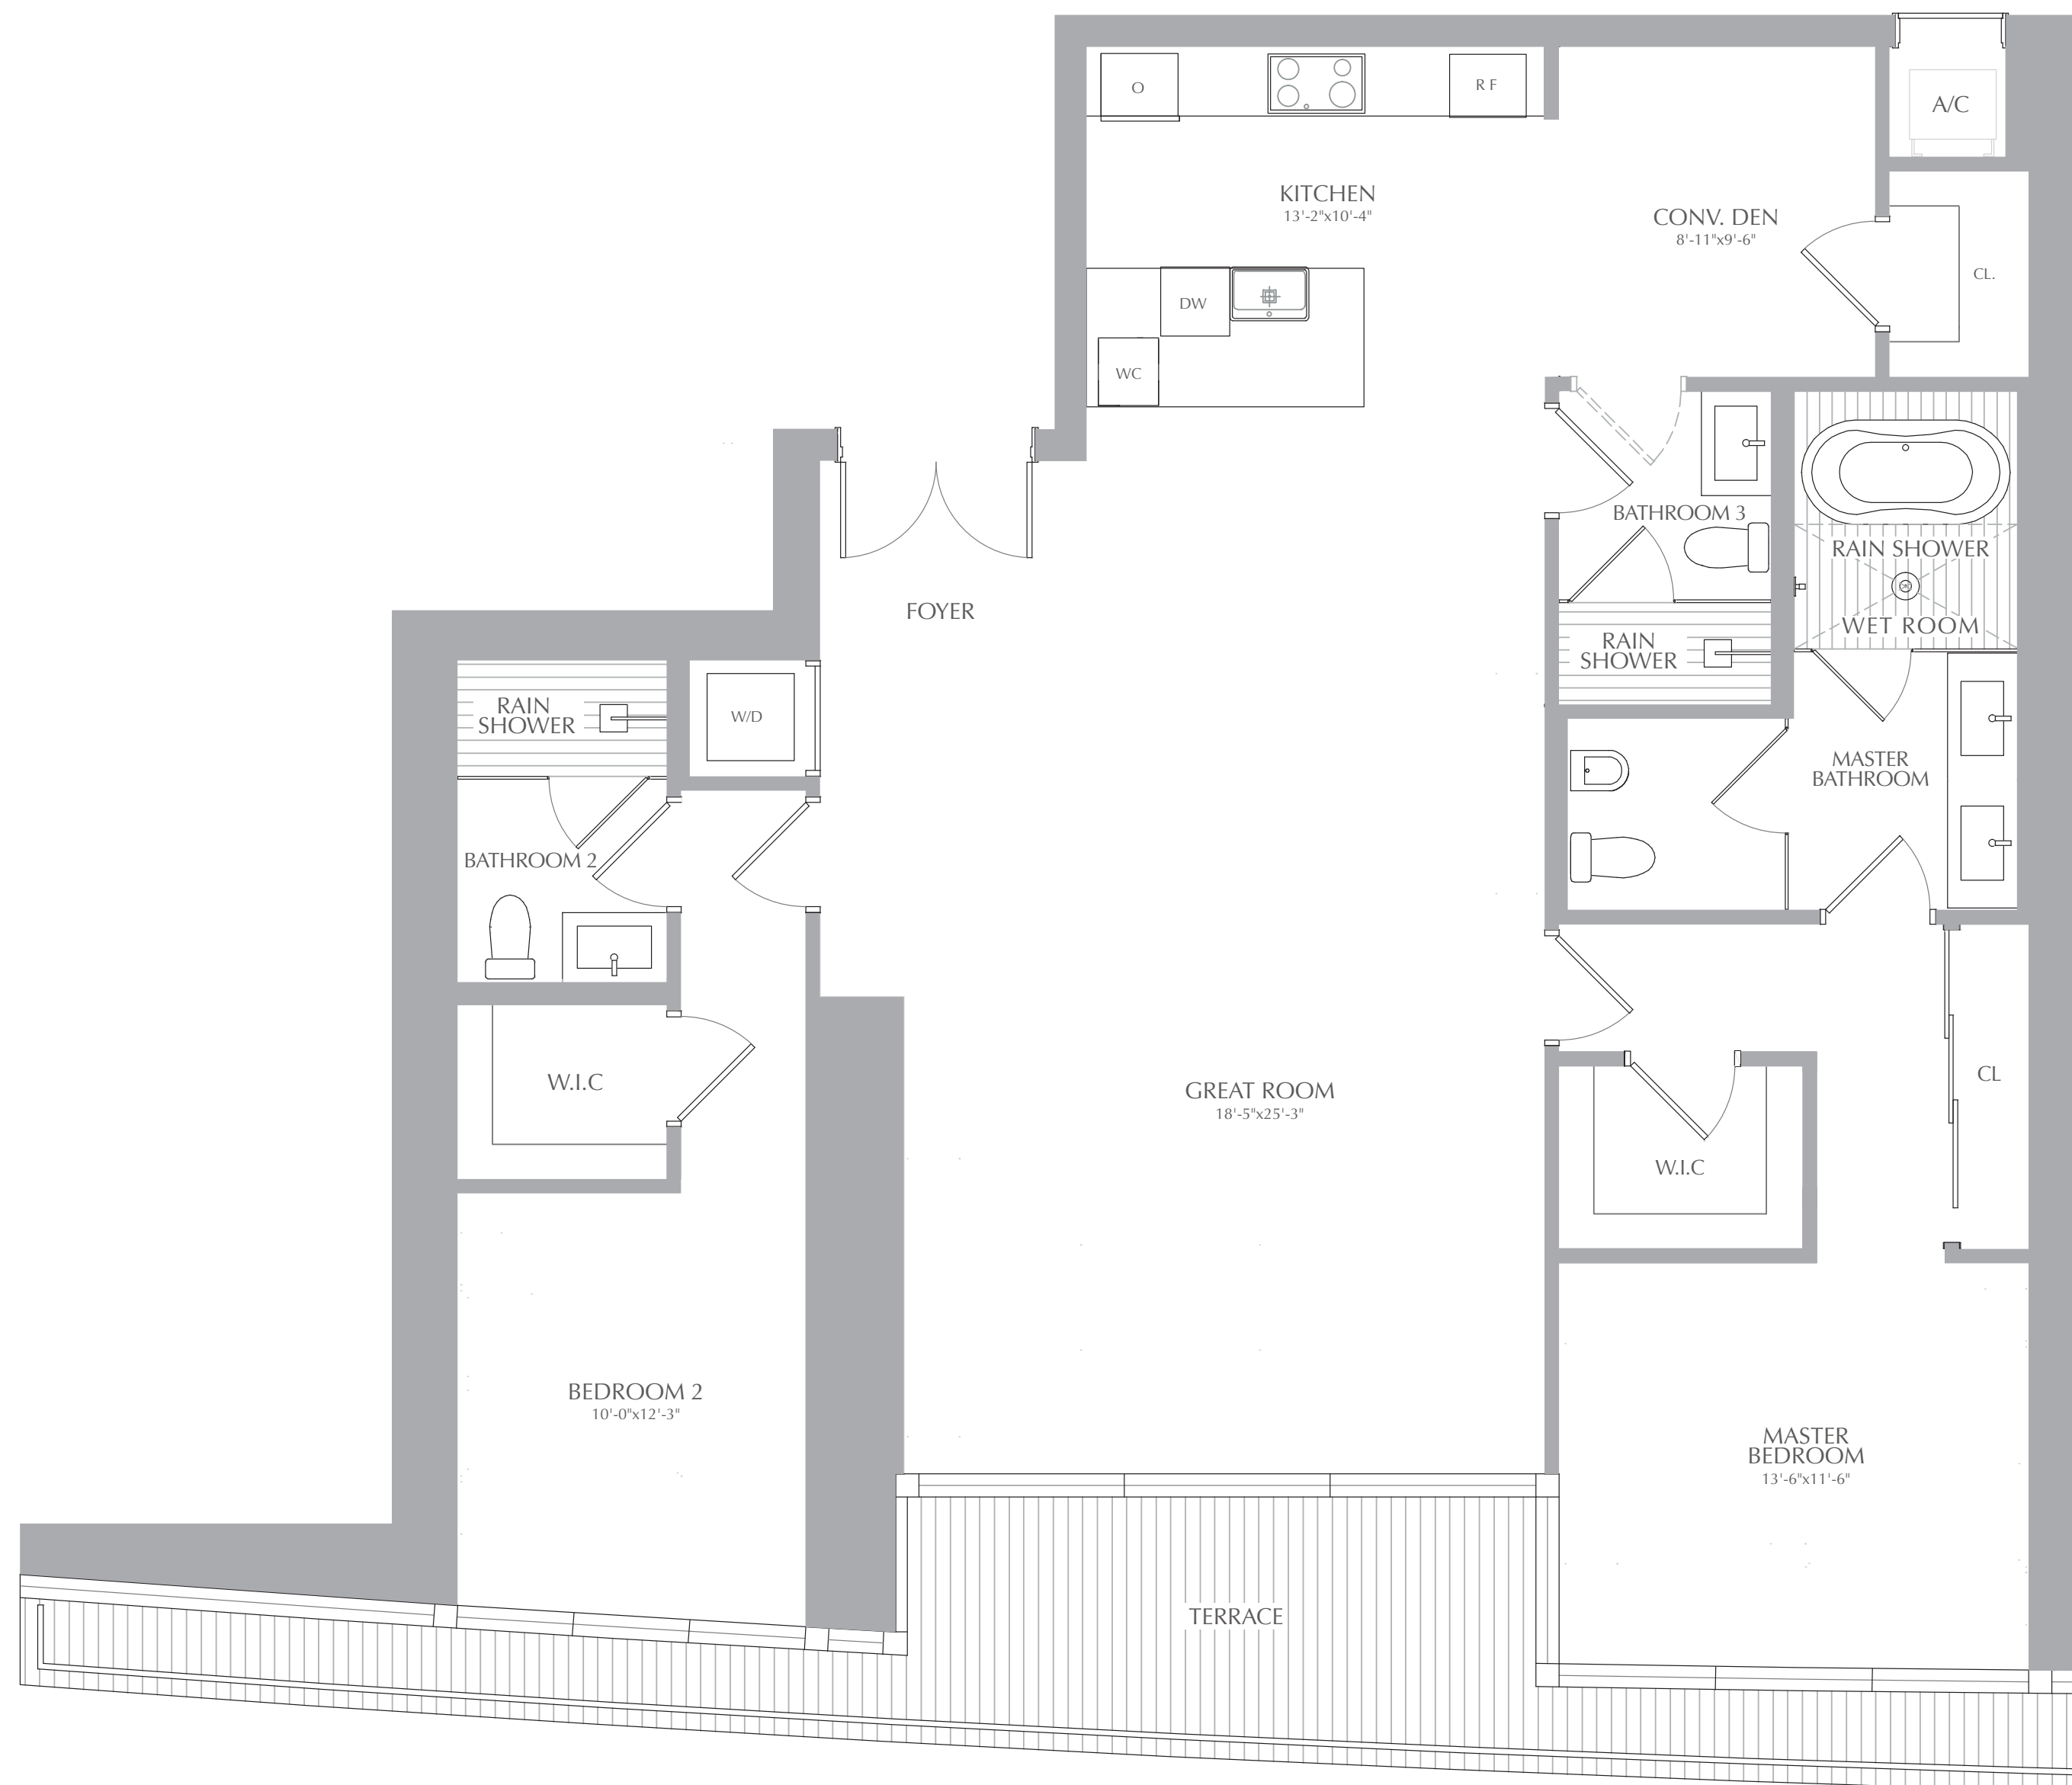 O
R F
A/C
KITCHEN
13'-2"x10'-4"
CONV. DEN
8'-11"x9'-6"
CL.
DW
WC
BATHROOM 3
RAIN SHOWER
WET ROOM
FOYER
RAIN
SHOWER
RAIN
SHOWER
W/D
MASTER
BATHROOM
BATHROOM 2
W.I.C
GREAT ROOM
18'-5"x25'-3"
CL
W.I.C
BEDROOM 2
10'-0"x12'-3"
MASTER
BEDROOM
13'-6"x11'-6"
TERRACE